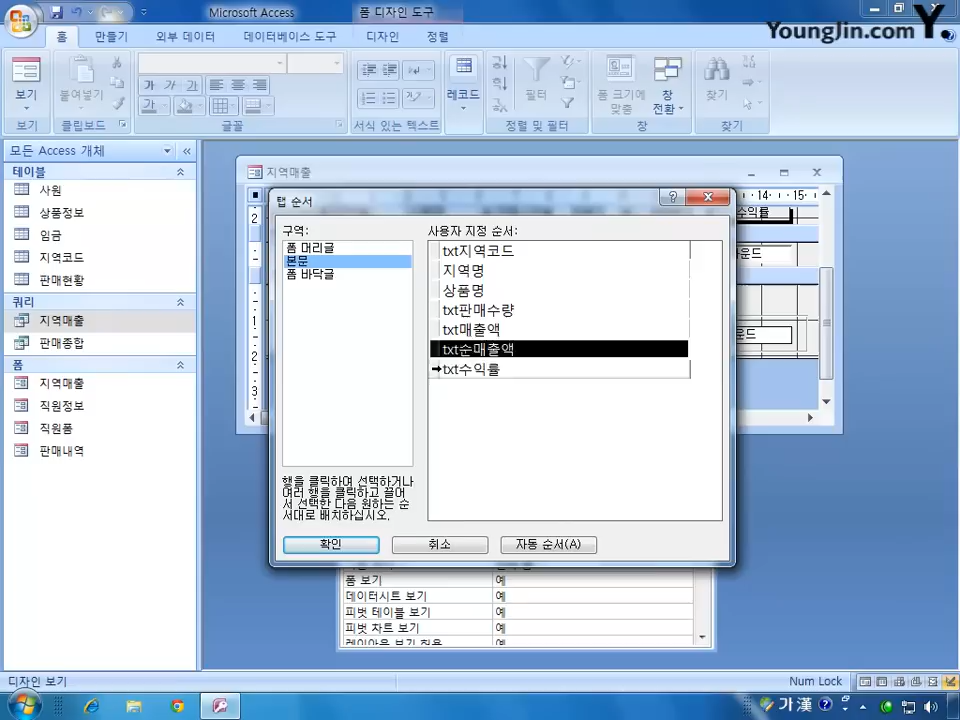 Microsoft Access
폼 디자인 도구
YoungJin.com Y.
홈
만들기
외부 데이터
데이터베이스 도구
디자인
정렬
보기
붙여넣기
가 가 가
가
레코드
필터
폼 크기에
맞춤
창
전환
찾기
보기
클립보드
글꼴
서식 있는 텍스트
정렬 및 필터
창
찾기
모든 Access 개체
테이블
사원
상품정보
임금
지역코드
판매현황
쿼리
지역매출
판매종합
폼
지역매출
직원정보
직원폼
판매내역
지역매출
· 14 · ı · 15 ·
2
1
2
3
탭 순서
구역:
폼 머리글
본문
폼 바닥글
사용자 지정 순서:
txt지역코드
지역명
상품명
txt판매수량
txt매출액
txt순매출액
txt수익률
행을 클릭하여 선택하거나
여러 행을 클릭하고 끌어
서 선택한 다음 원하는 순
서대로 배치하십시오.
확인
취소
자동 순서(A)
폼 보기 예
데이터시트 보기 예
피벗 테이블 보기 예
피벗 차트 보기 예
디자인 보기
Num Lock
가 漢